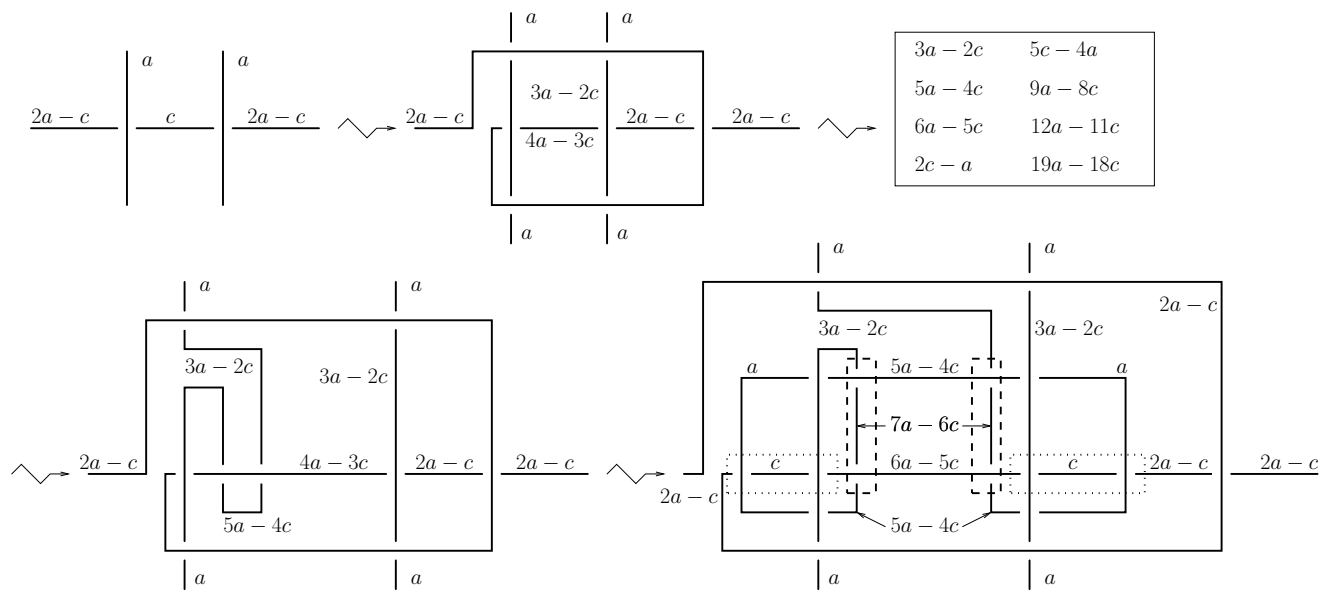 a a
2a − c c 2a − c
a a
3a − 2c
2a − c 2a − c 2a − c
4a − 3c
a a
3a − 2c 5c − 4a
5a − 4c 9a − 8c
6a − 5c 12a − 11c
2c − a 19a − 18c
a a
3a − 2c 3a − 2c
2a − c 4a − 3c 2a − c 2a − c
5a − 4c
a a
a a
2a − c
3a − 2c 3a − 2c
a 5a − 4c a
7a − 6c
c 6a − 5c c 2a − c 2a − c
2a − c
5a − 4c
a a